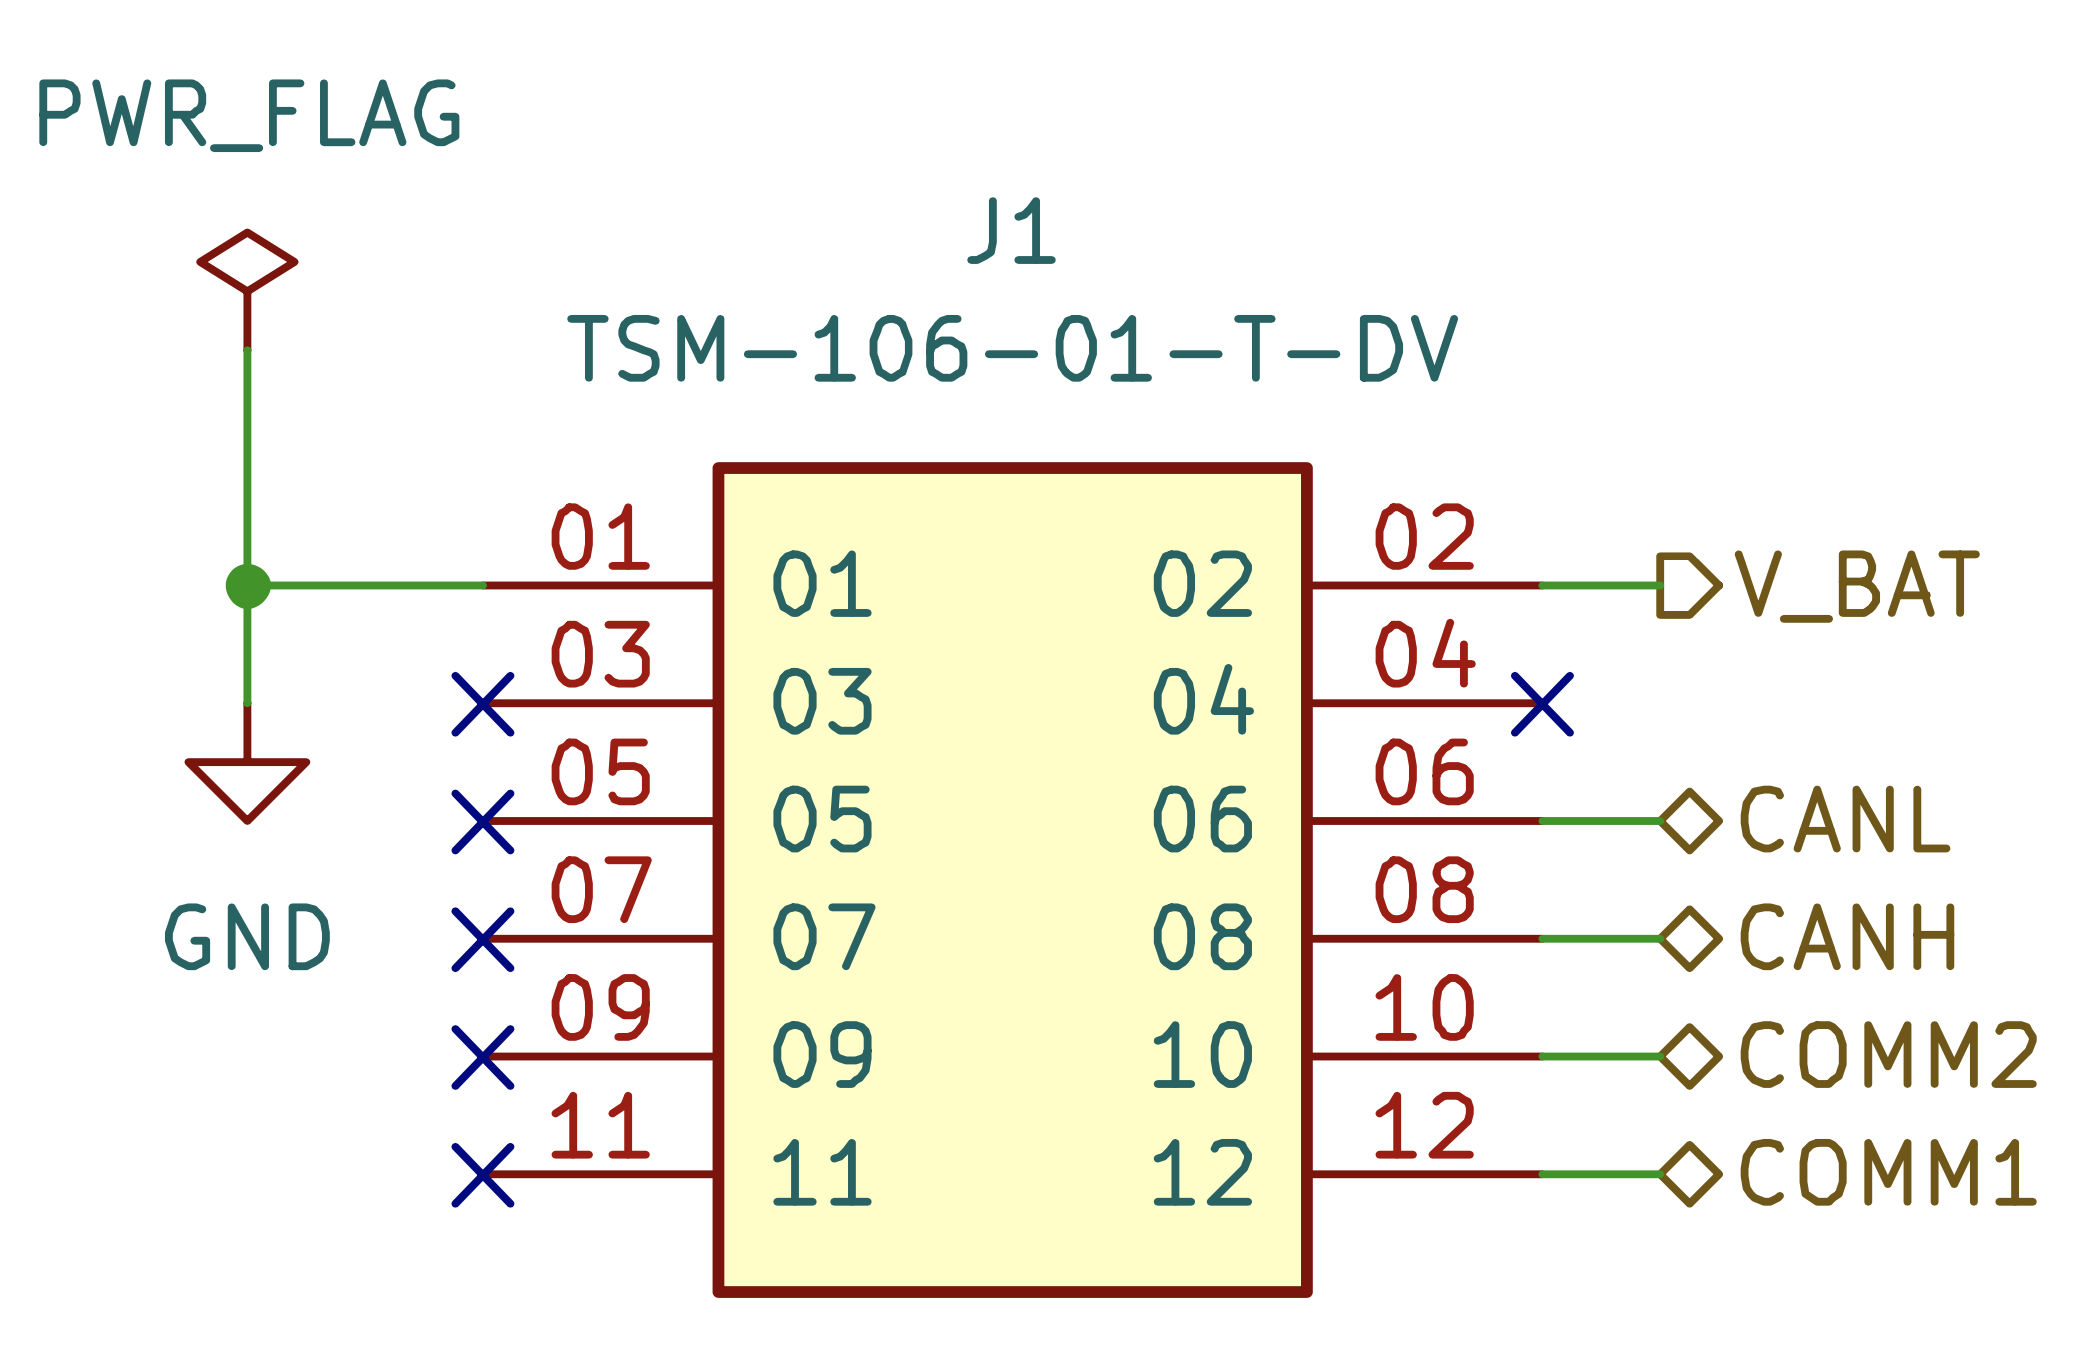 PWR_FLAG
J1
TSM-106-01-T-DV
01 01 02 02 V_BAT
03 03 04 04
05 05 06 06 CANL
GND 07 07 08 08 CANH
09 09 10 10 COMM2
11 11 12 12 COMM1